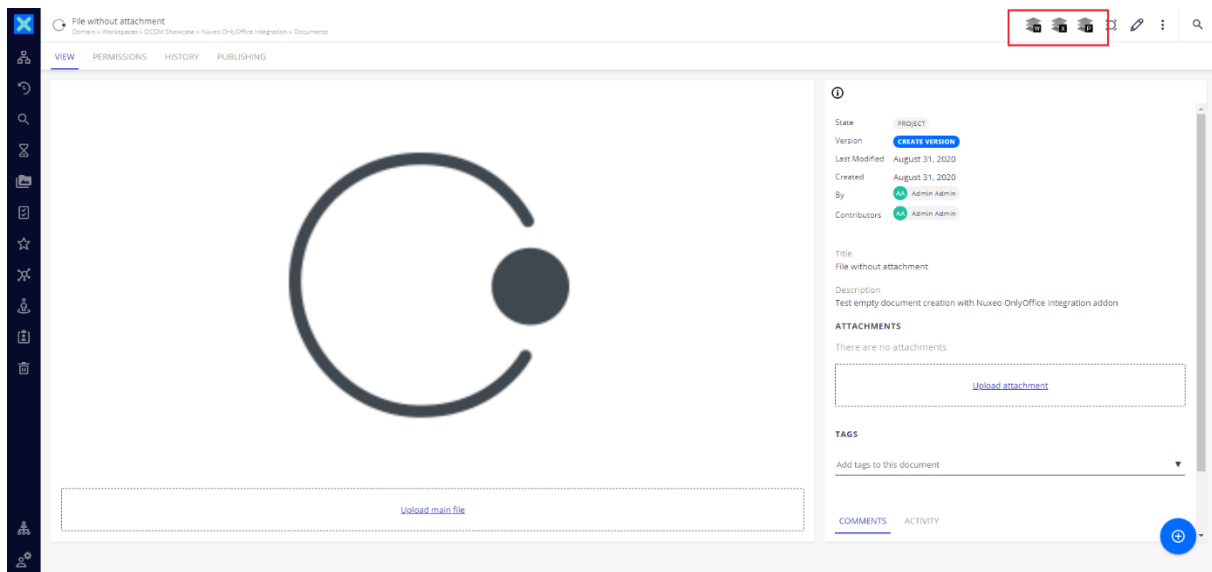 File without attachment
Domain > Workspaces > OCDM Showcase > Nuxeo OnlyOffice Integration > Documents
W X P
VIEW PERMISSIONS HISTORY PUBLISHING
State PROJECT
Version CREATE VERSION
Last Modified August 31, 2020
Created August 31, 2020
By AA Admin Admin
Contributors AA Admin Admin
Title
File without attachment
Description
Test empty document creation with Nuxeo OnlyOffice Integration addon
ATTACHMENTS
There are no attachments
Upload attachment
TAGS
Add tags to this document
Upload main file
COMMENTS ACTIVITY